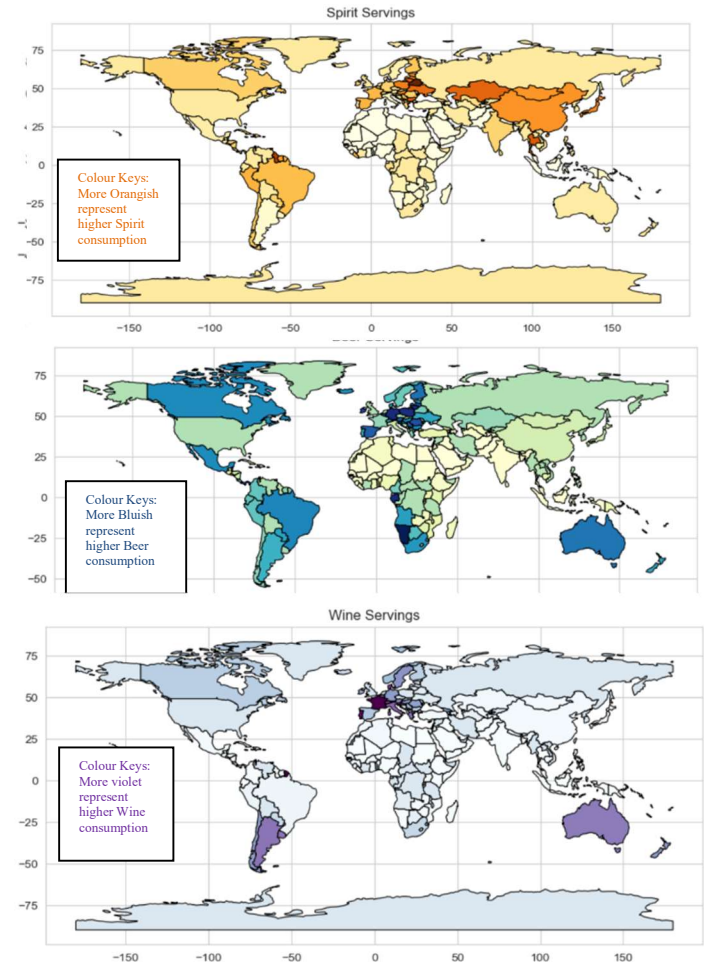 Spirit Servings
75
50
25
0
−25
−50
−75
Colour Keys:
More Orangish
represent
higher Spirit
consumption
−150
−100
−50
0
50
100
150
75
50
25
0
−25
−50
Colour Keys:
More Bluish
represent
higher Beer
consumption
Wine Servings
75
50
25
0
−25
−50
−75
Colour Keys:
More violet
represent
higher Wine
consumption
−150
−100
−50
0
50
100
150